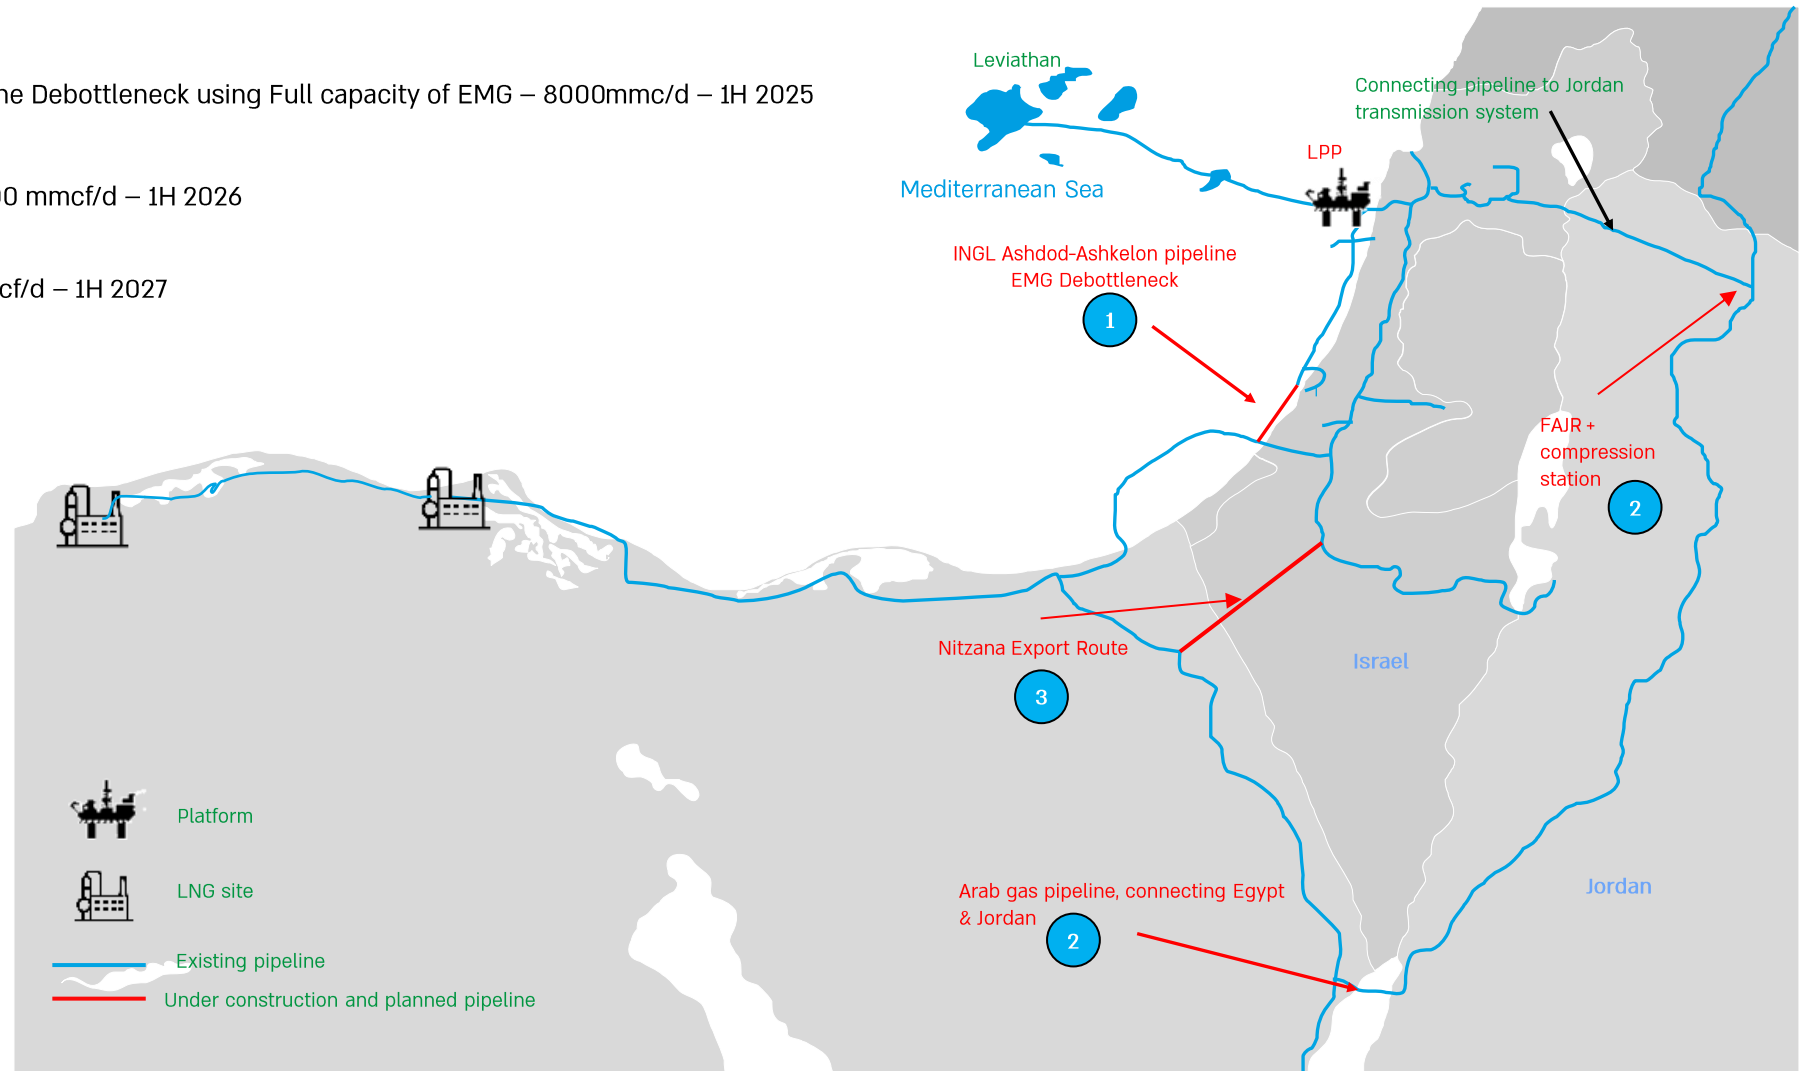 Leviathan
ne Debottleneck using Full capacity of EMG – 8000mmc/d – 1H 2025
Connecting pipeline to Jordan
transmission system
LPP
Mediterranean Sea
00 mmcf/d – 1H 2026
INGL Ashdod-Ashkelon pipeline
EMG Debottleneck
1
cf/d – 1H 2027
FAJR +
compression
station
2
Nitzana Export Route
3
Israel
Platform
LNG site
Arab gas pipeline, connecting Egypt
& Jordan
2
Jordan
Existing pipeline
Under construction and planned pipeline